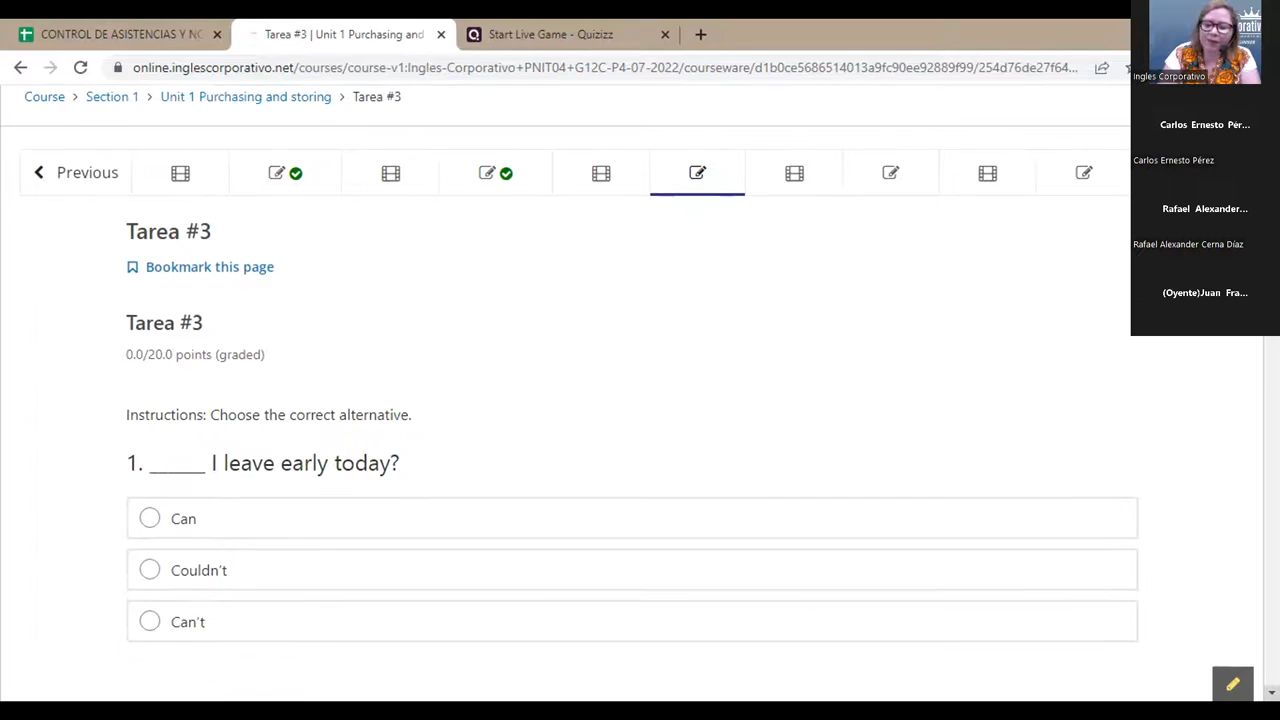 CONTROL DE ASISTENCIAS Y NO
Tarea #3 | Unit 1 Purchasing and
Start Live Game - Quizizz
online.inglescorporativo.net/courses/course-v1:Ingles-Corporativo+PNIT04+G12C-P4-07-2022/courseware/d1b0ce5686514013a9fc90ee92889f99/254d76de27f64...
Course > Section 1 > Unit 1 Purchasing and storing > Tarea #3
Previous
Tarea #3
Bookmark this page
Tarea #3
0.0/20.0 points (graded)
Instructions: Choose the correct alternative.
1. ______ I leave early today?
Can
Couldn't
Can't
Ingles Corporativo
Carlos Ernesto Pér...
Carlos Ernesto Pérez
Rafael Alexander...
Rafael Alexander Cerna Díaz
(Oyente)Juan Fra...